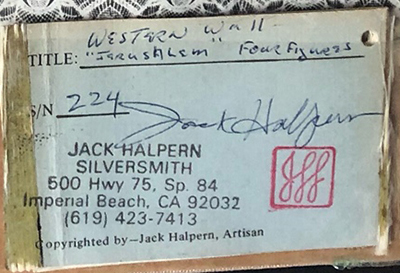 WESTERN Wall
TITLE: "JERUSALEM" Four Figuers
S/N 224 Jack Halpern
JACK HALPERN
SILVERSMITH
500 Hwy 75, Sp. 84
Imperial Beach, CA 92032
(619) 423-7413
Copyrighted by—Jack Halpern, Artisan